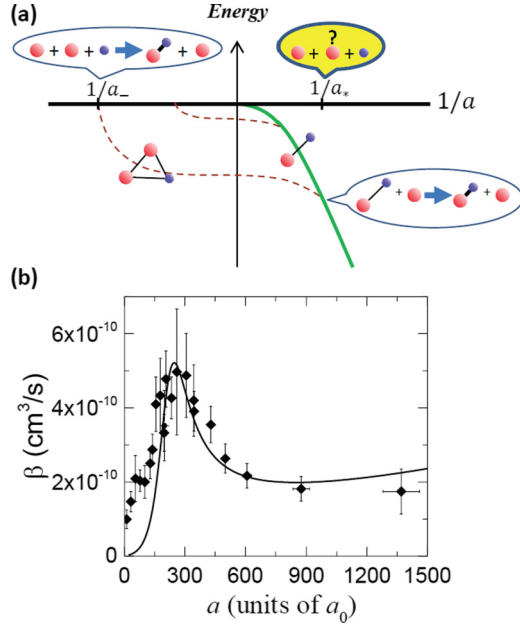 (a)
Energy
+ + + +
1/a₋
?
+ +
1/a*
1/a
+ +
(b)
β (cm³/s)
6x10⁻¹⁰
4x10⁻¹⁰
2x10⁻¹⁰
0
0 300 600 900 1200 1500
a (units of a₀)